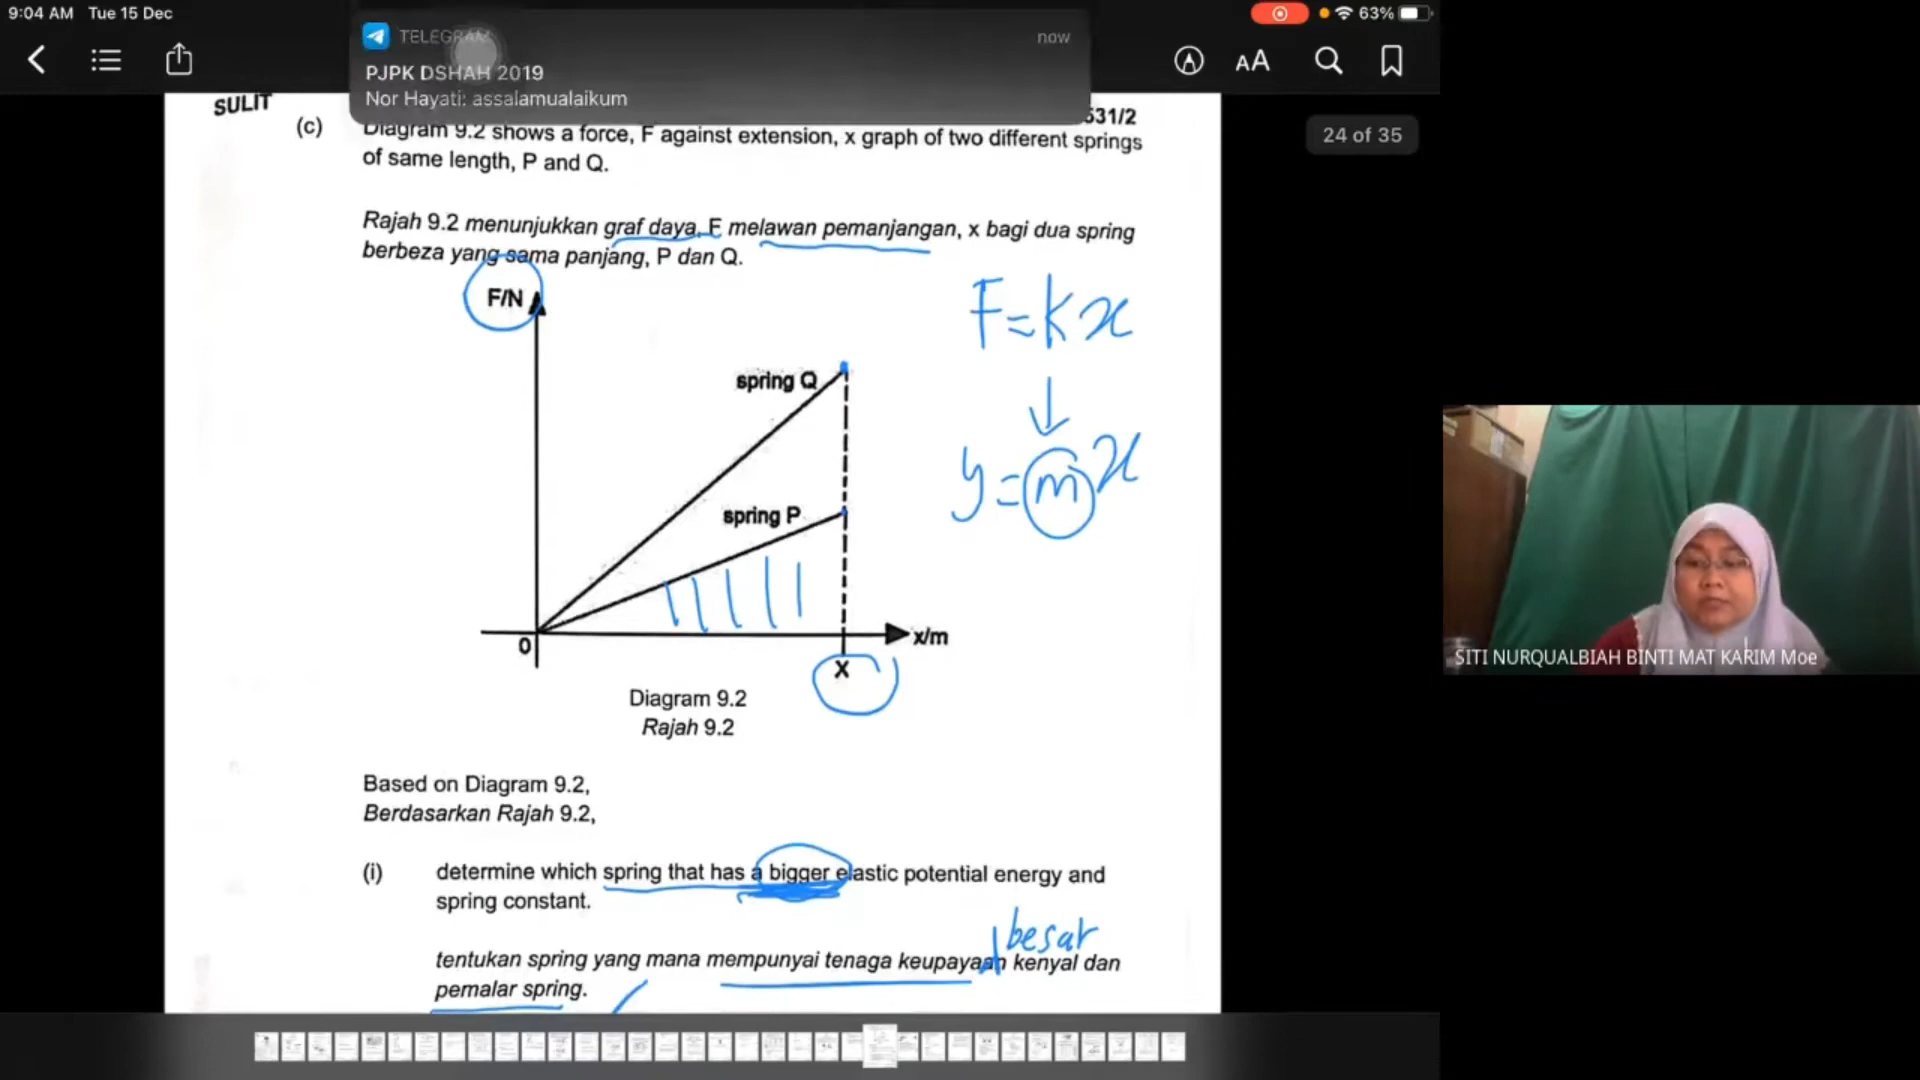 9:04 AM Tue 15 Dec
63%
TELEGRAM
now
PJPK DSHAH 2019
Nor Hayati: assalamualaikum
AA
24 of 35
SULIT
531/2
(c) Diagram 9.2 shows a force, F against extension, x graph of two different springs
of same length, P and Q.
Rajah 9.2 menunjukkan graf daya, F melawan pemanjangan, x bagi dua spring
berbeza yang sama panjang, P dan Q.
F/N
F=kx
spring Q
y=mx
spring P
0
x/m
X
Diagram 9.2
Rajah 9.2
Based on Diagram 9.2,
Berdasarkan Rajah 9.2,
(i) determine which spring that has a bigger elastic potential energy and
spring constant.
besar
tentukan spring yang mana mempunyai tenaga keupayaan kenyal dan
pemalar spring.
SITI NURQUALBIAH BINTI MAT KARIM Moe